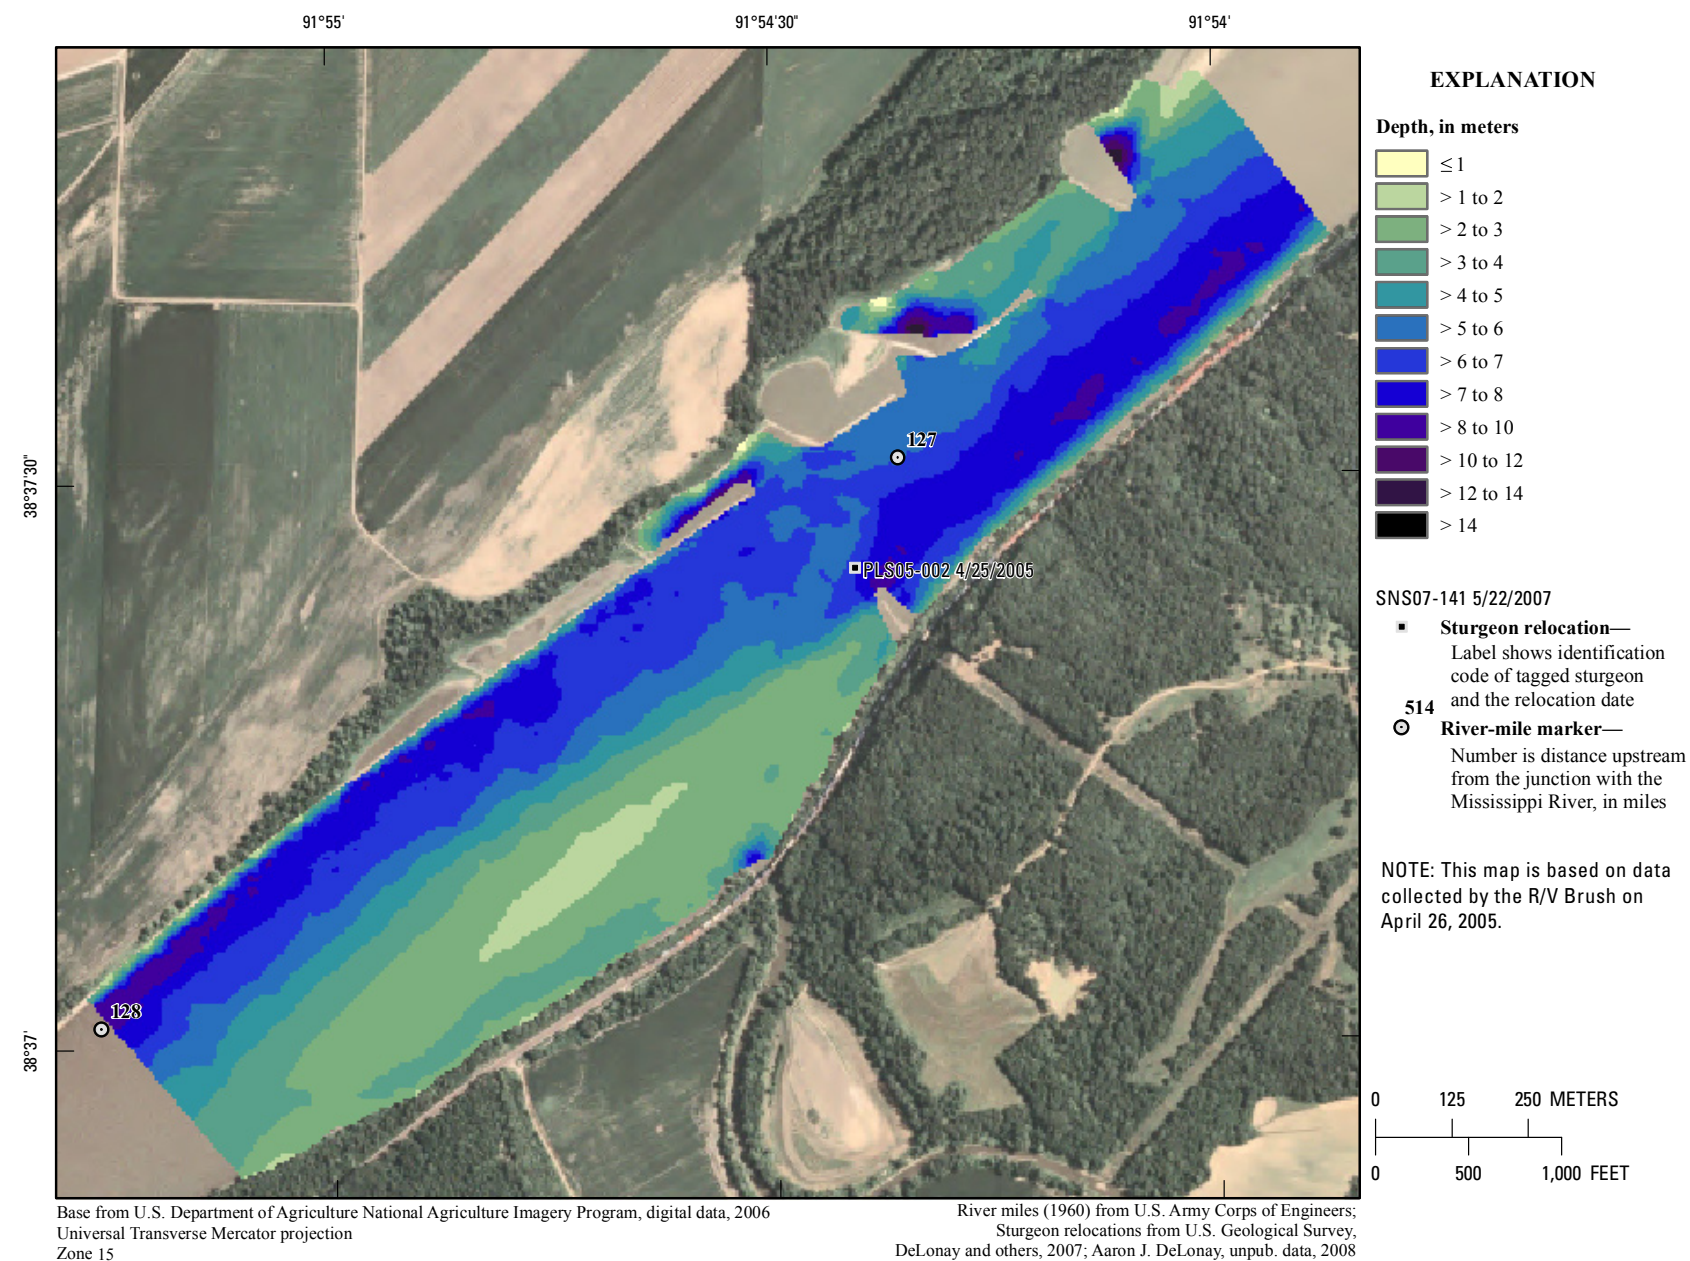 91°55'
91°54'30"
91°54'
38°37'30"
38°37'
127
PLS05-002 4/25/2005
128
EXPLANATION
Depth, in meters
≤ 1
> 1 to 2
> 2 to 3
> 3 to 4
> 4 to 5
> 5 to 6
> 6 to 7
> 7 to 8
> 8 to 10
> 10 to 12
> 12 to 14
> 14
SNS07-141 5/22/2007
Sturgeon relocation—
Label shows identification
code of tagged sturgeon
and the relocation date
514
River-mile marker—
Number is distance upstream
from the junction with the
Mississippi River, in miles
NOTE: This map is based on data
collected by the R/V Brush on
April 26, 2005.
0 125 250 METERS
0 500 1,000 FEET
Base from U.S. Department of Agriculture National Agriculture Imagery Program, digital data, 2006
Universal Transverse Mercator projection
Zone 15
River miles (1960) from U.S. Army Corps of Engineers;
Sturgeon relocations from U.S. Geological Survey,
DeLonay and others, 2007; Aaron J. DeLonay, unpub. data, 2008